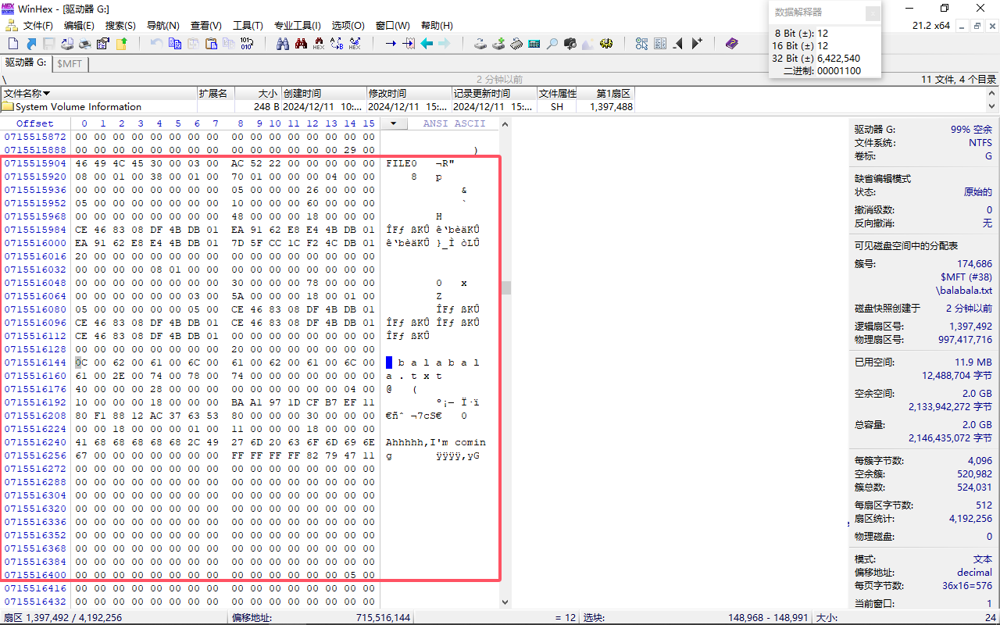 WinHex - [驱动器 G:]
文件(F) 编辑(E) 搜索(S) 导航(N) 查看(V) 工具(T) 专业工具(I) 选项(O) 窗口(W) 帮助(H) 21.2 x64
数据解释器
8 Bit (±): 12
16 Bit (±): 12
32 Bit (±): 6,422,540
二进制: 00001100
驱动器 G: $MFT
\ 2 分钟以前 11 文件, 4 个目录
文件名称 扩展名 大小 创建时间 修改时间 记录更新时间 文件属性 第1扇区
System Volume Information 248 B 2024/12/11 10:... 2024/12/11 15:... 2024/12/11 15:... SH 1,397,488
Offset 0 1 2 3 4 5 6 7 8 9 10 11 12 13 14 15 ANSI ASCII
0715515872 00 00 00 00 00 00 00 00 00 00 00 00 00 00 00 00
0715515888 00 00 00 00 00 00 00 00 00 00 00 00 00 00 29 00 )
0715515904 46 49 4C 45 30 00 03 00 AC 52 22 00 00 00 00 00 FILE0 ¬R"
0715515920 08 00 01 00 38 00 01 00 70 01 00 00 00 04 00 00 8 p
0715515936 00 00 00 00 00 00 00 00 05 00 00 00 26 00 00 00 &
0715515952 05 00 00 00 00 00 00 00 10 00 00 00 60 00 00 00 `
0715515968 00 00 00 00 00 00 00 00 48 00 00 00 18 00 00 00 H
0715515984 CE 46 83 08 DF 4B DB 01 EA 91 62 E8 E4 4B DB 01 ÎFƒ ßKÛ ê‘bèäKÛ
0715516000 EA 91 62 E8 E4 4B DB 01 7D 5F CC 1C F2 4C DB 01 ê‘bèäKÛ }_Ì òLÛ
0715516016 20 00 00 00 00 00 00 00 00 00 00 00 00 00 00 00
0715516032 00 00 00 00 08 01 00 00 00 00 00 00 00 00 00 00
0715516048 00 00 00 00 00 00 00 00 30 00 00 00 78 00 00 00 0 x
0715516064 00 00 00 00 00 00 03 00 5A 00 00 00 18 00 01 00 Z
0715516080 05 00 00 00 00 00 05 00 CE 46 83 08 DF 4B DB 01 ÎFƒ ßKÛ
0715516096 CE 46 83 08 DF 4B DB 01 CE 46 83 08 DF 4B DB 01 ÎFƒ ßKÛ ÎFƒ ßKÛ
0715516112 CE 46 83 08 DF 4B DB 01 00 00 00 00 00 00 00 00 ÎFƒ ßKÛ
0715516128 00 00 00 00 00 00 00 00 20 00 00 00 00 00 00 00
0715516144 0C 00 62 00 61 00 6C 00 61 00 62 00 61 00 6C 00 b a l a b a l
0715516160 61 00 2E 00 74 00 78 00 74 00 00 00 00 00 00 00 a . t x t
0715516176 40 00 00 00 28 00 00 00 00 00 00 00 00 00 04 00 @ (
0715516192 10 00 00 00 18 00 00 00 BA A1 97 1D CF B7 EF 11 º¡— Ï·ï
0715516208 80 F1 88 12 AC 37 63 53 80 00 00 00 30 00 00 00 €ñˆ ¬7cS€ 0
0715516224 00 00 18 00 00 00 01 00 11 00 00 00 18 00 00 00
0715516240 41 68 68 68 68 68 2C 49 27 6D 20 63 6F 6D 69 6E Ahhhhh,I'm comin
0715516256 67 00 00 00 00 00 00 00 FF FF FF FF 82 79 47 11 g ÿÿÿÿ‚yG
0715516272 00 00 00 00 00 00 00 00 00 00 00 00 00 00 00 00
0715516288 00 00 00 00 00 00 00 00 00 00 00 00 00 00 00 00
0715516304 00 00 00 00 00 00 00 00 00 00 00 00 00 00 00 00
0715516320 00 00 00 00 00 00 00 00 00 00 00 00 00 00 00 00
0715516336 00 00 00 00 00 00 00 00 00 00 00 00 00 00 00 00
0715516352 00 00 00 00 00 00 00 00 00 00 00 00 00 00 00 00
0715516368 00 00 00 00 00 00 00 00 00 00 00 00 00 00 00 00
0715516384 00 00 00 00 00 00 00 00 00 00 00 00 00 00 00 00
0715516400 00 00 00 00 00 00 00 00 00 00 00 00 00 00 05 00
0715516416 00 00 00 00 00 00 00 00 00 00 00 00 00 00 00 00
0715516432 00 00 00 00 00 00 00 00 00 00 00 00 00 00 00 00
驱动器 G: 99% 空余
文件系统: NTFS
卷标: G
缺省编辑模式
状态: 原始的
撤消级数: 0
反向撤消: 无
可见磁盘空间中的分配表
簇号: 174,686
$MFT (#38)
\balabala.txt
磁盘快照创建于 2 分钟以前
逻辑扇区号: 1,397,492
物理扇区号: 997,417,716
已用空间: 11.9 MB
12,488,704 字节
空余空间: 2.0 GB
2,133,942,272 字节
总容量: 2.0 GB
2,146,435,072 字节
每簇字节数: 4,096
空余簇: 520,982
簇总数: 524,031
每扇区字节数: 512
扇区统计: 4,192,256
物理磁盘: 0
模式: 文本
偏移地址: decimal
每页字节数: 36x16=576
当前窗口: 1
扇区 1,397,492 / 4,192,256 偏移地址: 715,516,144 = 12 选块: 148,968 - 148,991 大小: 24